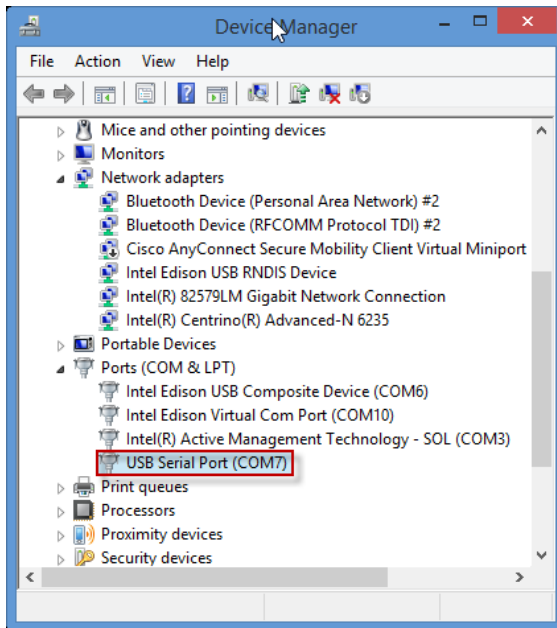 Device Manager
File Action View Help
Mice and other pointing devices
Monitors
Network adapters
Bluetooth Device (Personal Area Network) #2
Bluetooth Device (RFCOMM Protocol TDI) #2
Cisco AnyConnect Secure Mobility Client Virtual Miniport
Intel Edison USB RNDIS Device
Intel(R) 82579LM Gigabit Network Connection
Intel(R) Centrino(R) Advanced-N 6235
Portable Devices
Ports (COM & LPT)
Intel Edison USB Composite Device (COM6)
Intel Edison Virtual Com Port (COM10)
Intel(R) Active Management Technology - SOL (COM3)
USB Serial Port (COM7)
Print queues
Processors
Proximity devices
Security devices